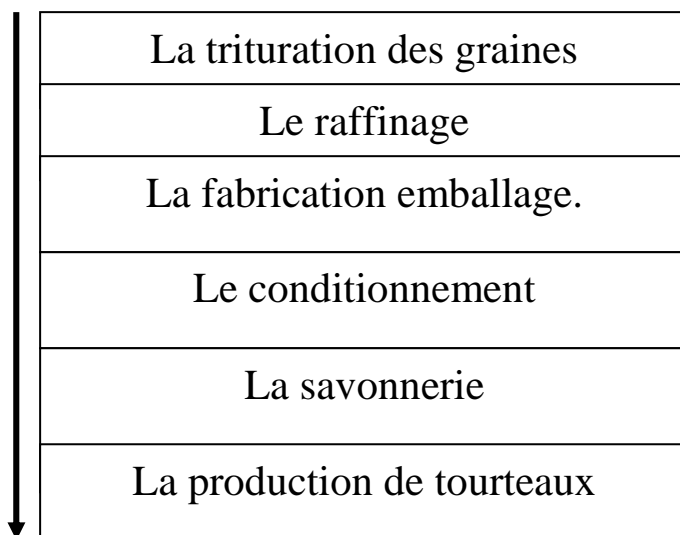 La trituration des graines
Le raffinage
La fabrication emballage.
Le conditionnement
La savonnerie
La production de tourteaux